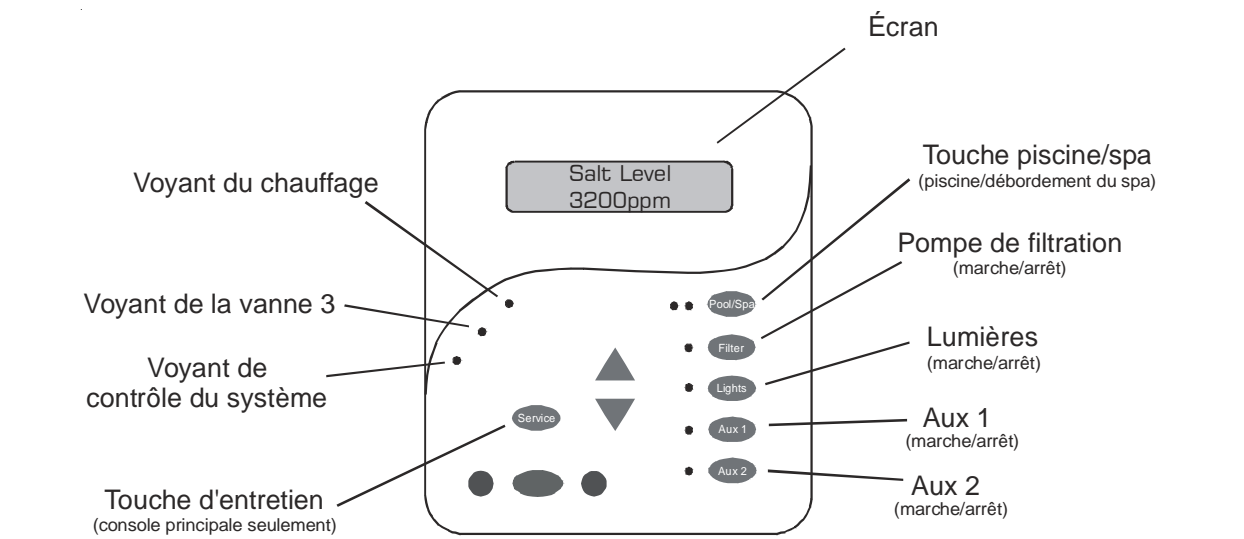 Écran
Salt Level
3200ppm
Voyant du chauffage
Voyant de la vanne 3
Voyant de
contrôle du système
Touche d'entretien
(console principale seulement)
Service
Touche piscine/spa
(piscine/débordement du spa)
Pool/Spa
Pompe de filtration
(marche/arrêt)
Filter
Lumières
(marche/arrêt)
Lights
Aux 1
(marche/arrêt)
Aux 1
Aux 2
(marche/arrêt)
Aux 2